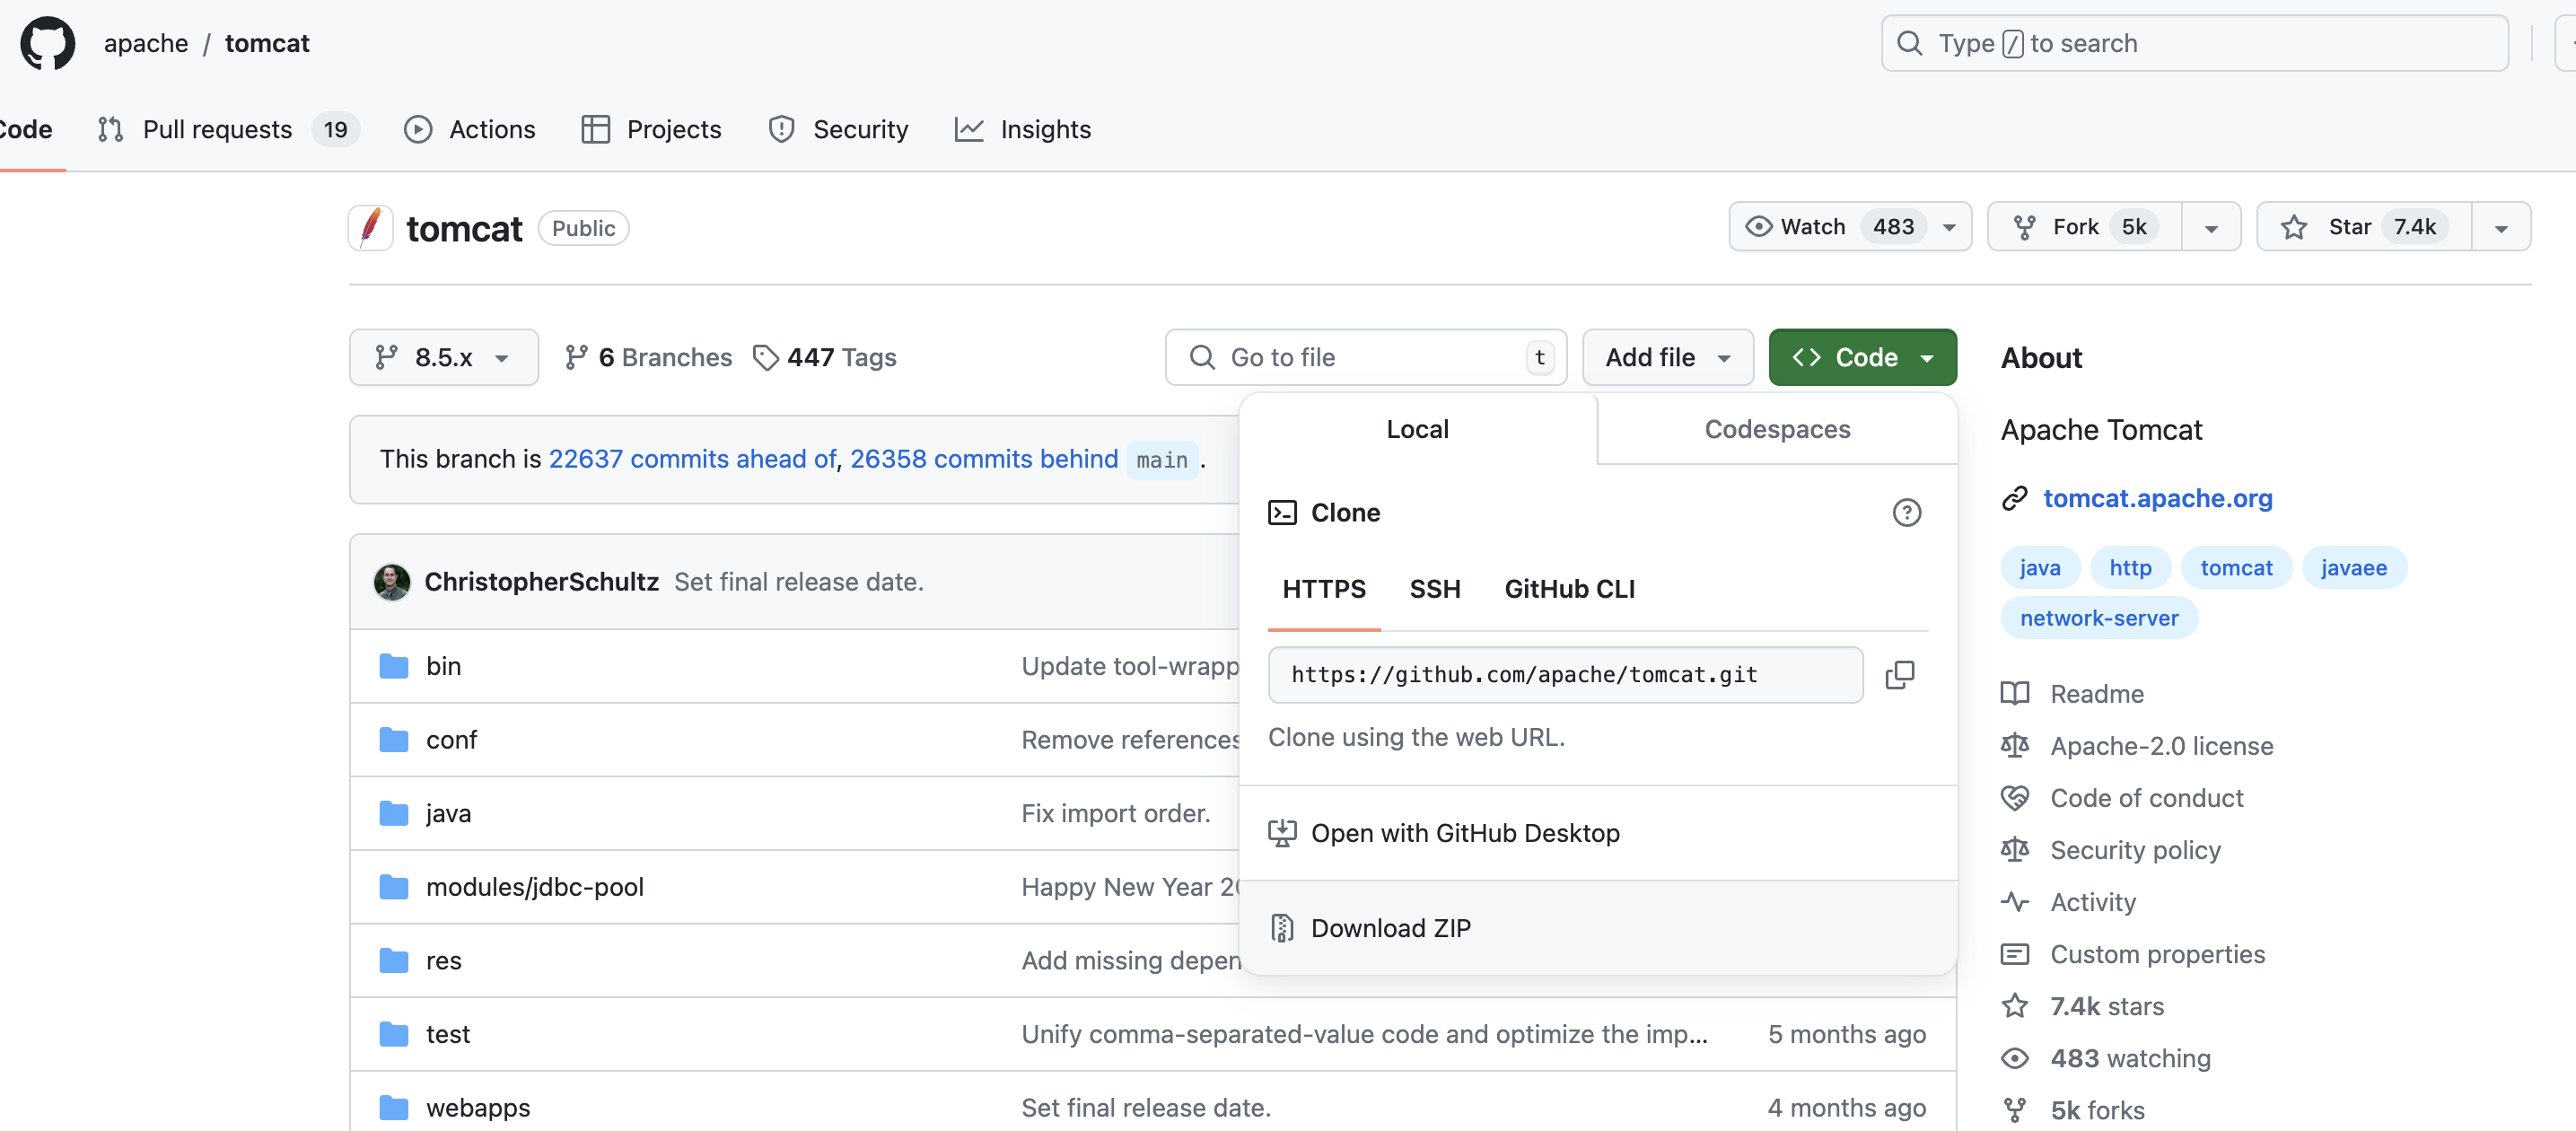 apache / tomcat
Type / to search
Code
Pull requests 19
Actions
Projects
Security
Insights
tomcat Public
Watch 483
Fork 5k
Star 7.4k
8.5.x
6 Branches
447 Tags
Go to file t
Add file
<> Code
This branch is 22637 commits ahead of, 26358 commits behind main .
ChristopherSchultz Set final release date.
bin Update tool-wrapp
conf Remove references
java Fix import order.
modules/jdbc-pool Happy New Year 20
res Add missing depen
test Unify comma-separated-value code and optimize the imp... 5 months ago
webapps Set final release date. 4 months ago
Local
Codespaces
Clone
HTTPS SSH GitHub CLI
https://github.com/apache/tomcat.git
Clone using the web URL.
Open with GitHub Desktop
Download ZIP
About
Apache Tomcat
tomcat.apache.org
java http tomcat javaee
network-server
Readme
Apache-2.0 license
Code of conduct
Security policy
Activity
Custom properties
7.4k stars
483 watching
5k forks